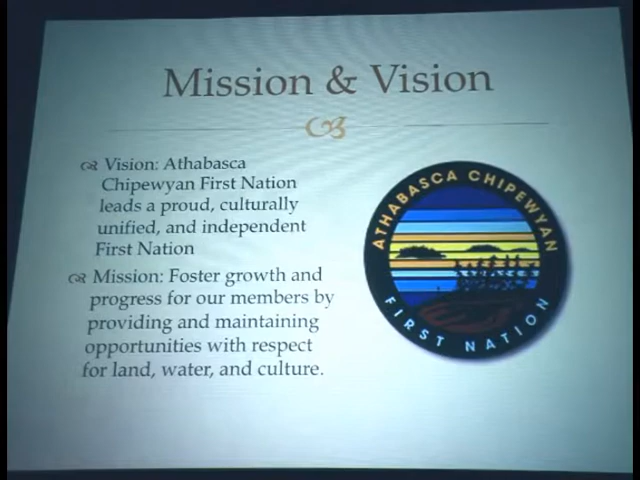 Mission & Vision
Vision: Athabasca
Chipewyan First Nation
leads a proud, culturally
unified, and independent
First Nation
Mission: Foster growth and
progress for our members by
providing and maintaining
opportunities with respect
for land, water, and culture.
ATHABASCA CHIPEWYAN
FIRST NATION